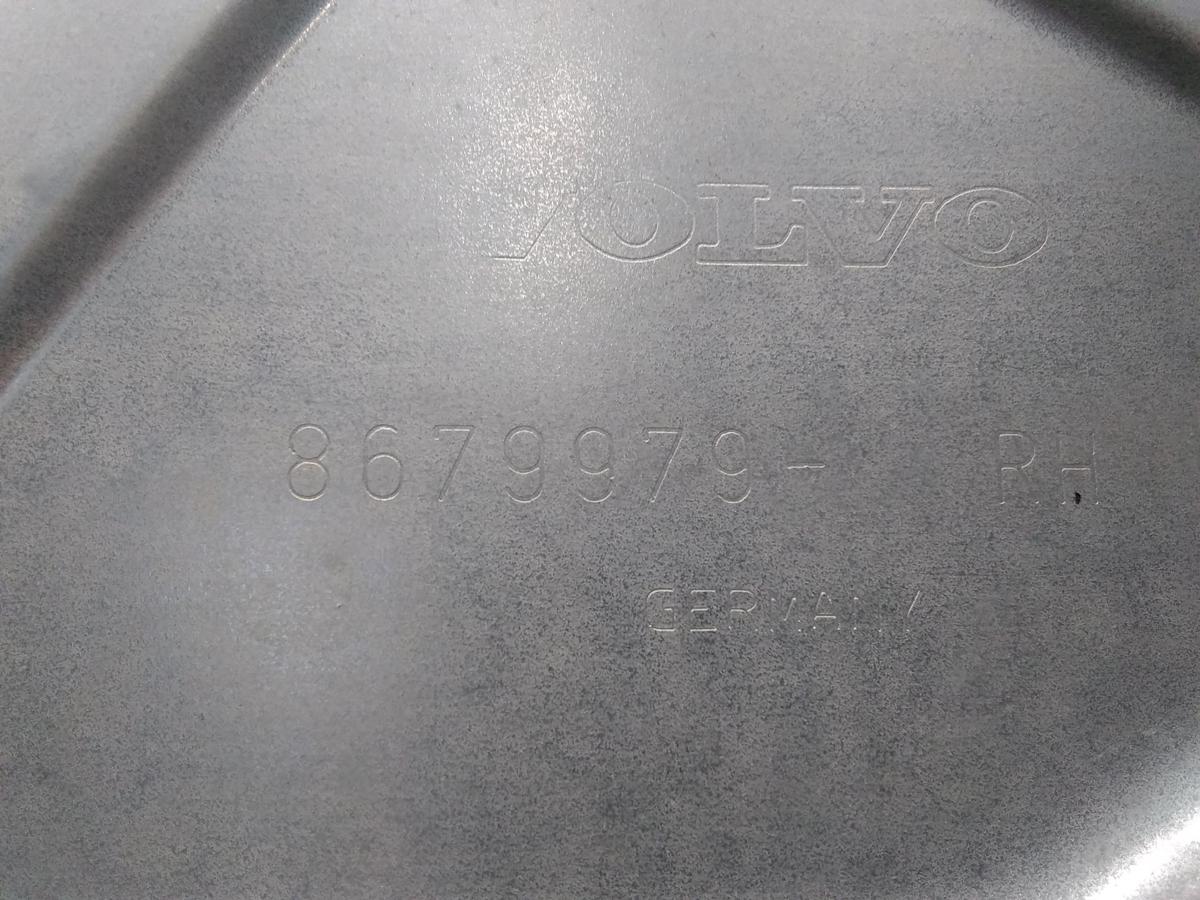 VOLVO
8679979- RH
GERMANY